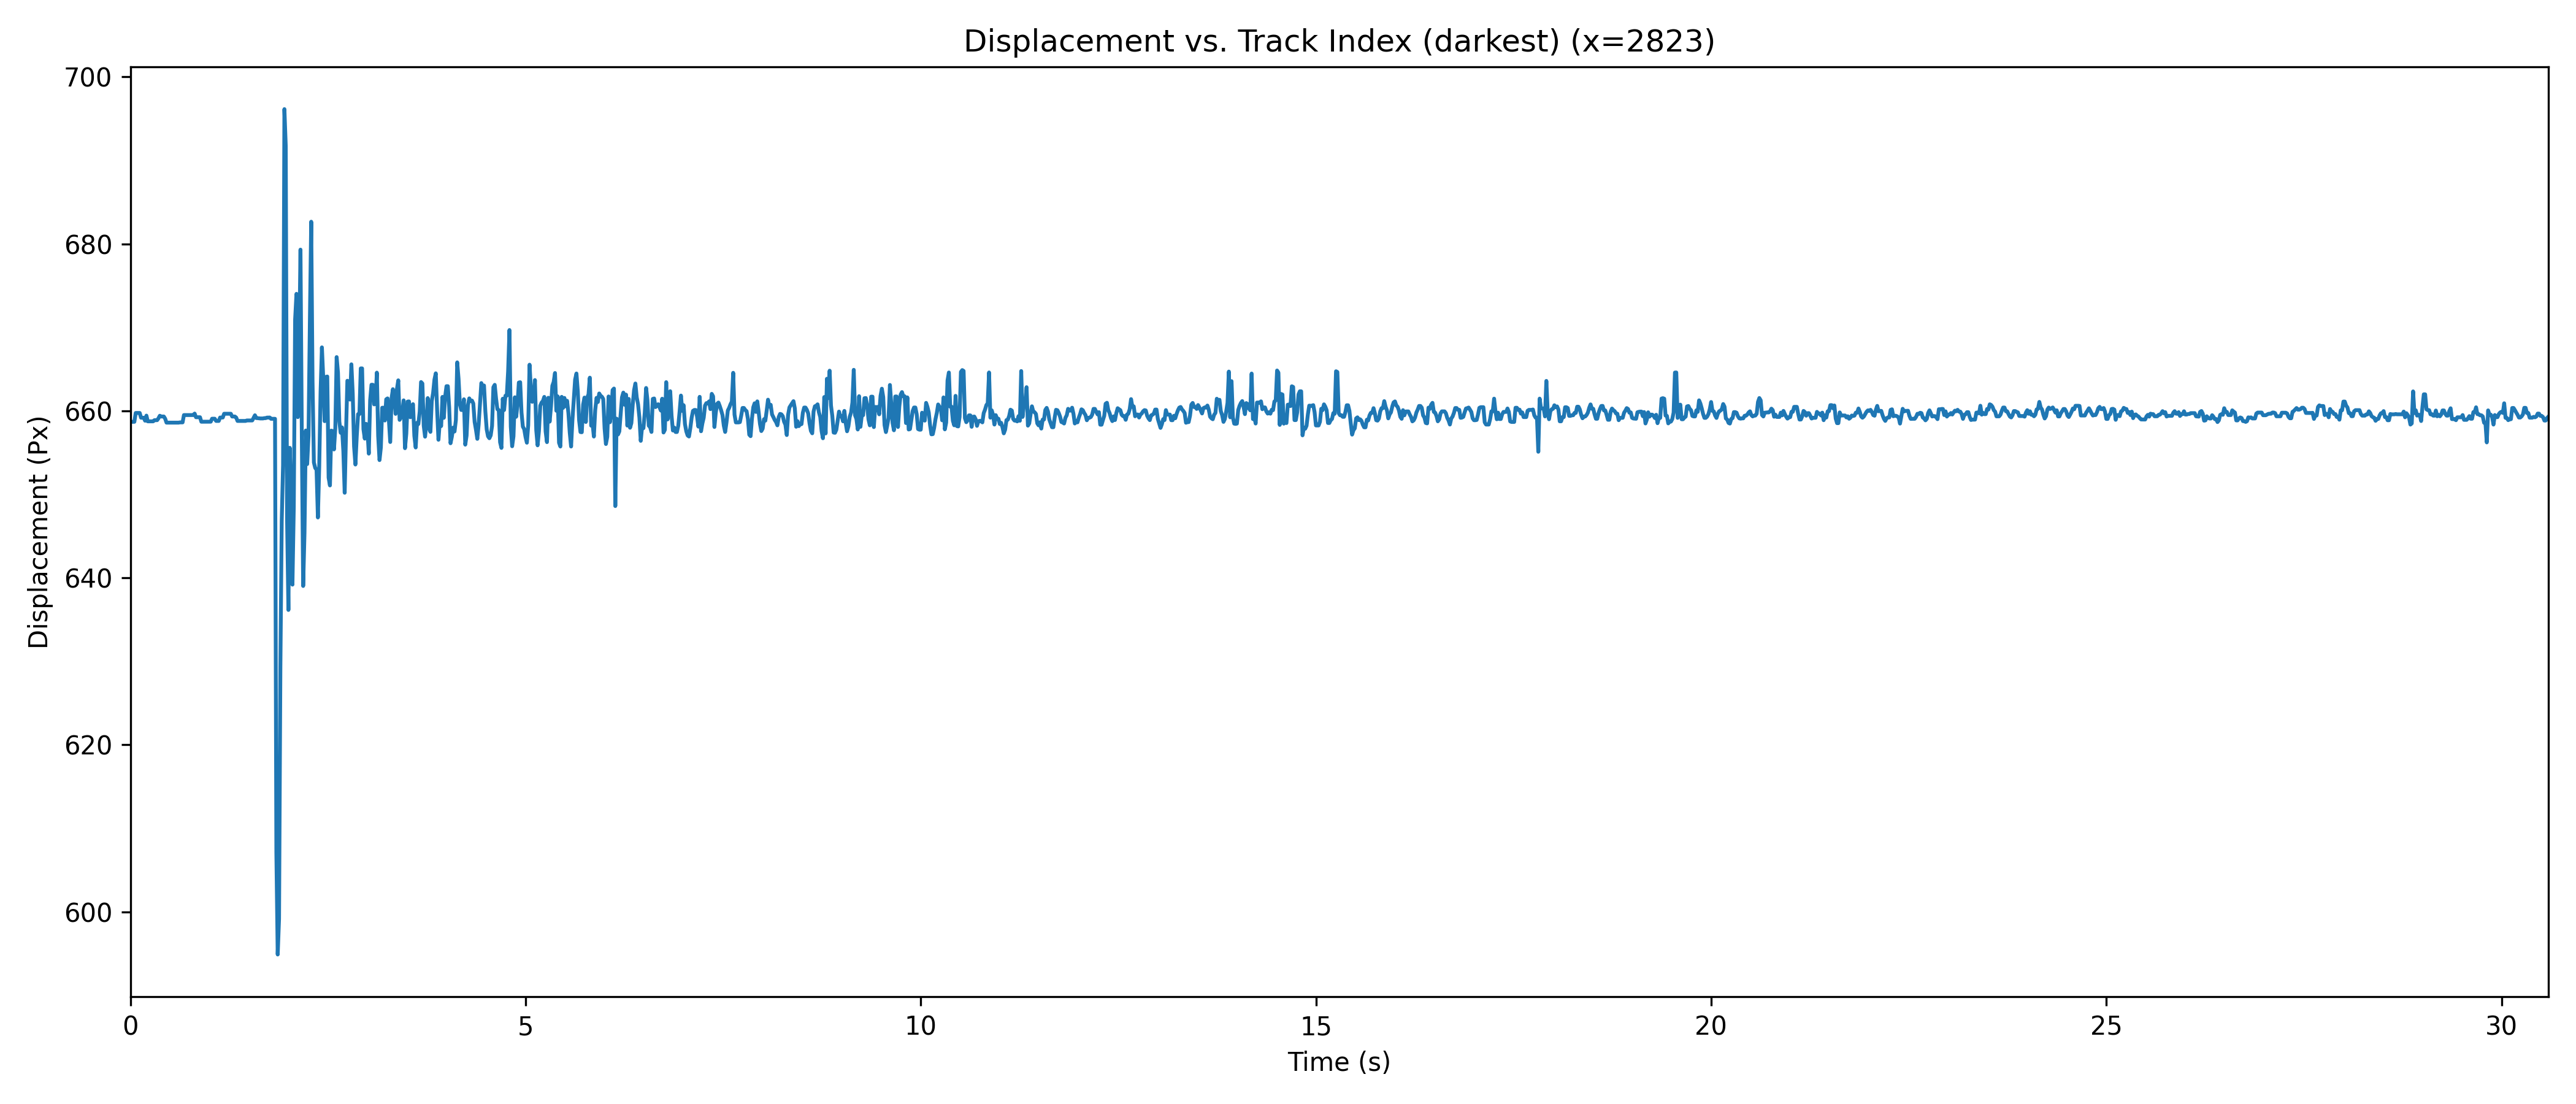 Displacement vs. Track Index (darkest) (x=2823)
700
680
660
640
620
600
Displacement (Px)
0 5 10 15 20 25 30
Time (s)